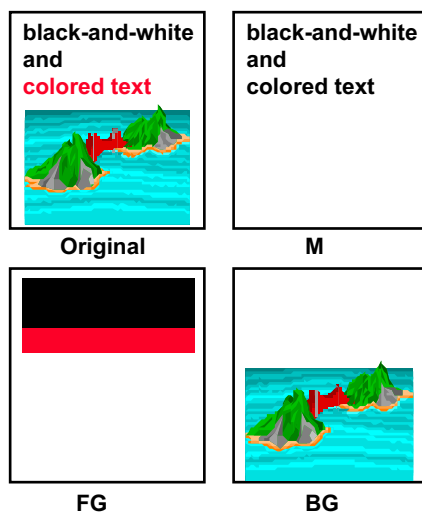 black-and-white
and
colored text
Original
black-and-white
and
colored text
M
FG
BG